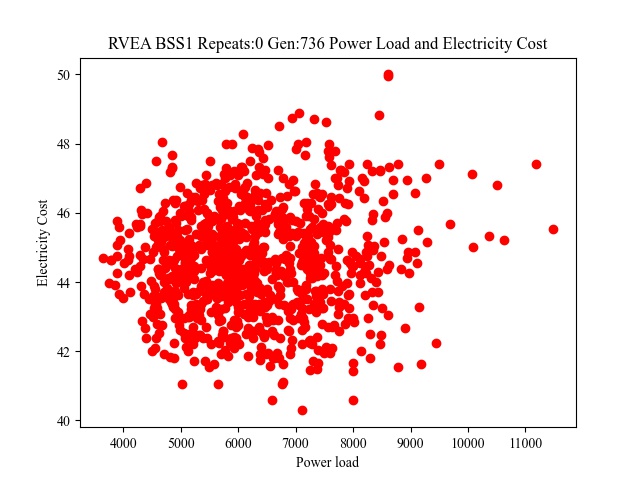 RVEA BSS1 Repeats:0 Gen:736 Power Load and Electricity Cost
50
48
46
44
42
40
Electricity Cost
4000 5000 6000 7000 8000 9000 10000 11000
Power load